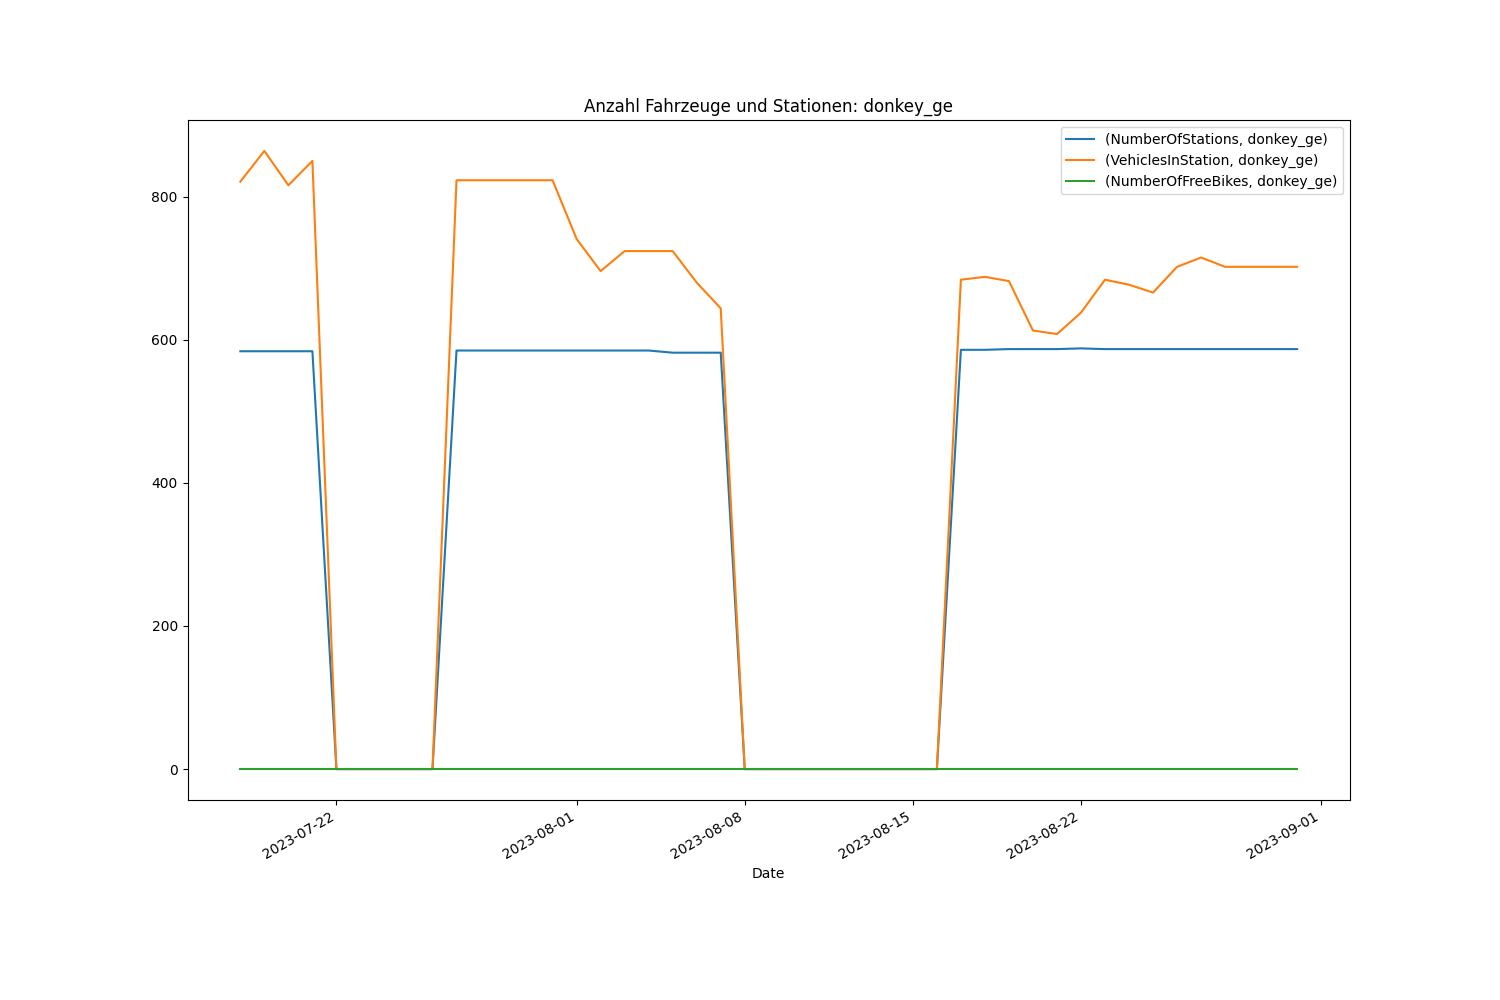 Anzahl Fahrzeuge und Stationen: donkey_ge
(NumberOfStations, donkey_ge)
(VehiclesInStation, donkey_ge)
(NumberOfFreeBikes, donkey_ge)
800
600
400
200
0
2023-07-22
2023-08-01
2023-08-08
2023-08-15
2023-08-22
2023-09-01
Date